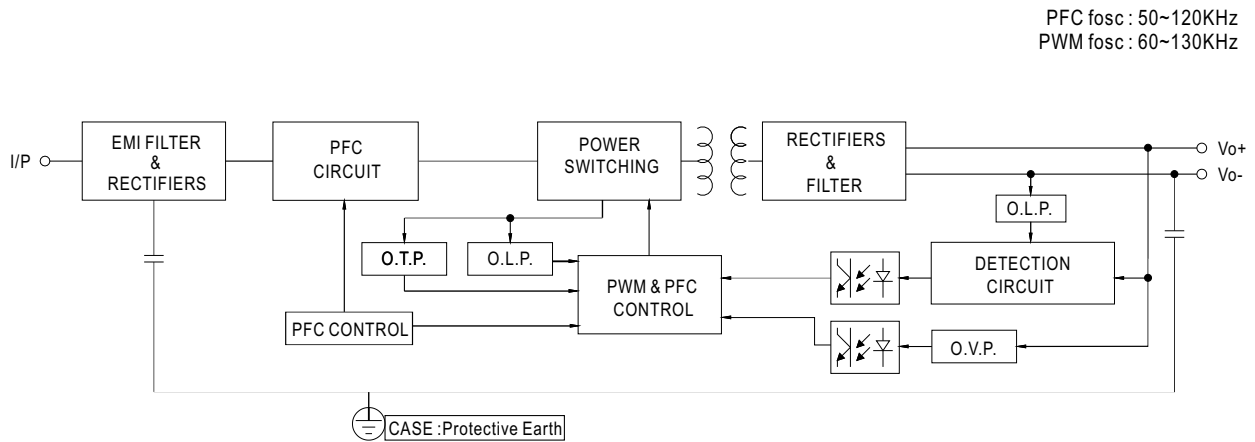 PFC fosc : 50~120KHz
PWM fosc : 60~130KHz
I/P
EMI FILTER
&
RECTIFIERS
PFC
CIRCUIT
POWER
SWITCHING
RECTIFIERS
&
FILTER
Vo+
Vo-
O.L.P.
O.T.P.
O.L.P.
PWM & PFC
CONTROL
DETECTION
CIRCUIT
PFC CONTROL
O.V.P.
CASE :Protective Earth